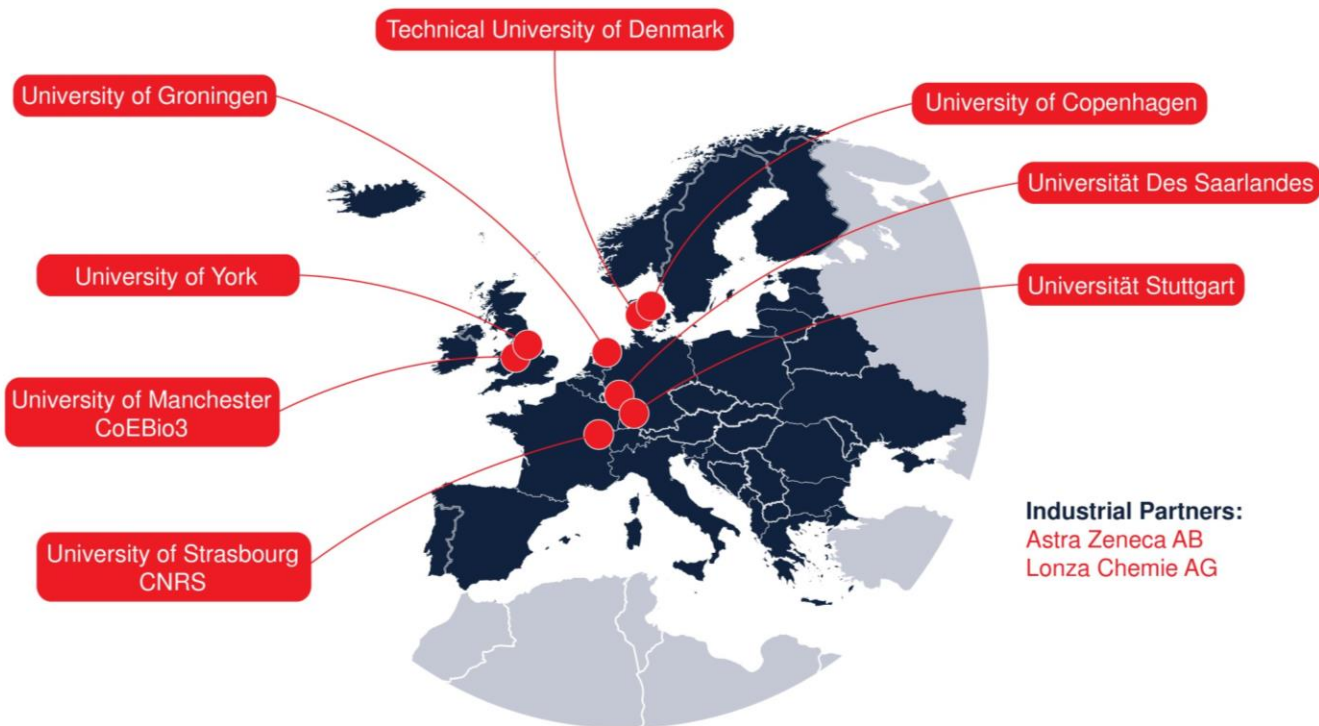 Technical University of Denmark
University of Groningen
University of Copenhagen
Universität Des Saarlandes
University of York
Universität Stuttgart
University of Manchester
CoEBio3
Industrial Partners:
Astra Zeneca AB
Lonza Chemie AG
University of Strasbourg
CNRS